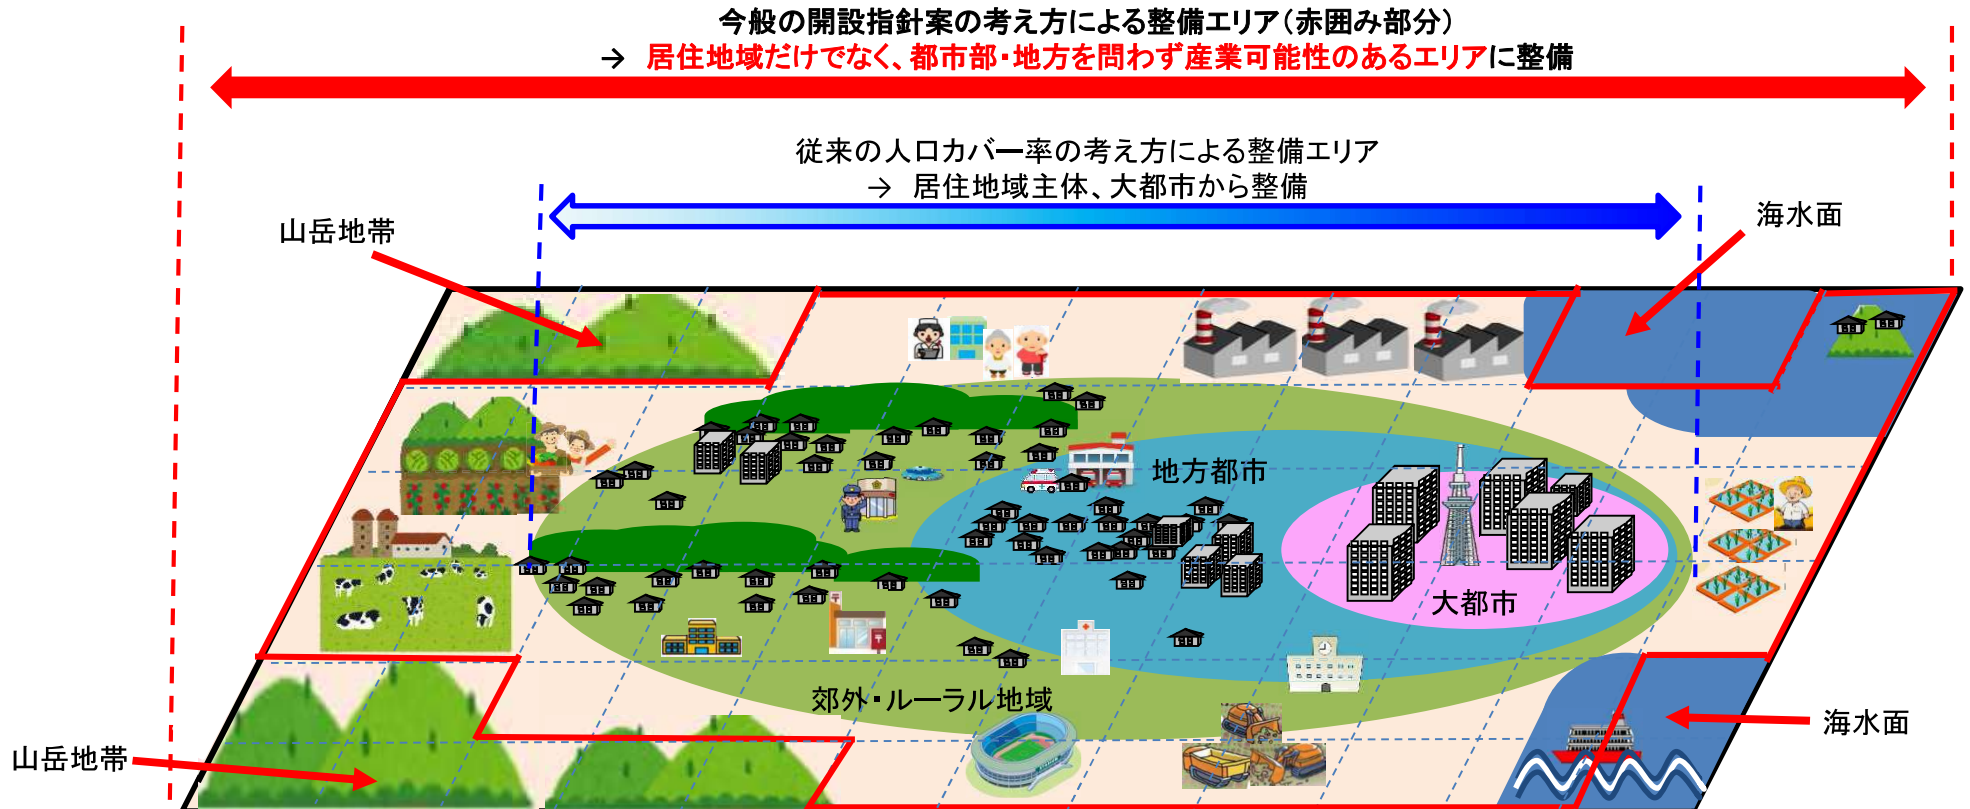 今般の開設指針案の考え方による整備エリア(赤囲み部分)
→ 居住地域だけでなく、都市部・地方を問わず産業可能性のあるエリアに整備
従来の人口カバー率の考え方による整備エリア
→ 居住地域主体、大都市から整備
山岳地帯
海水面
地方都市
大都市
郊外・ルーラル地域
海水面
山岳地帯